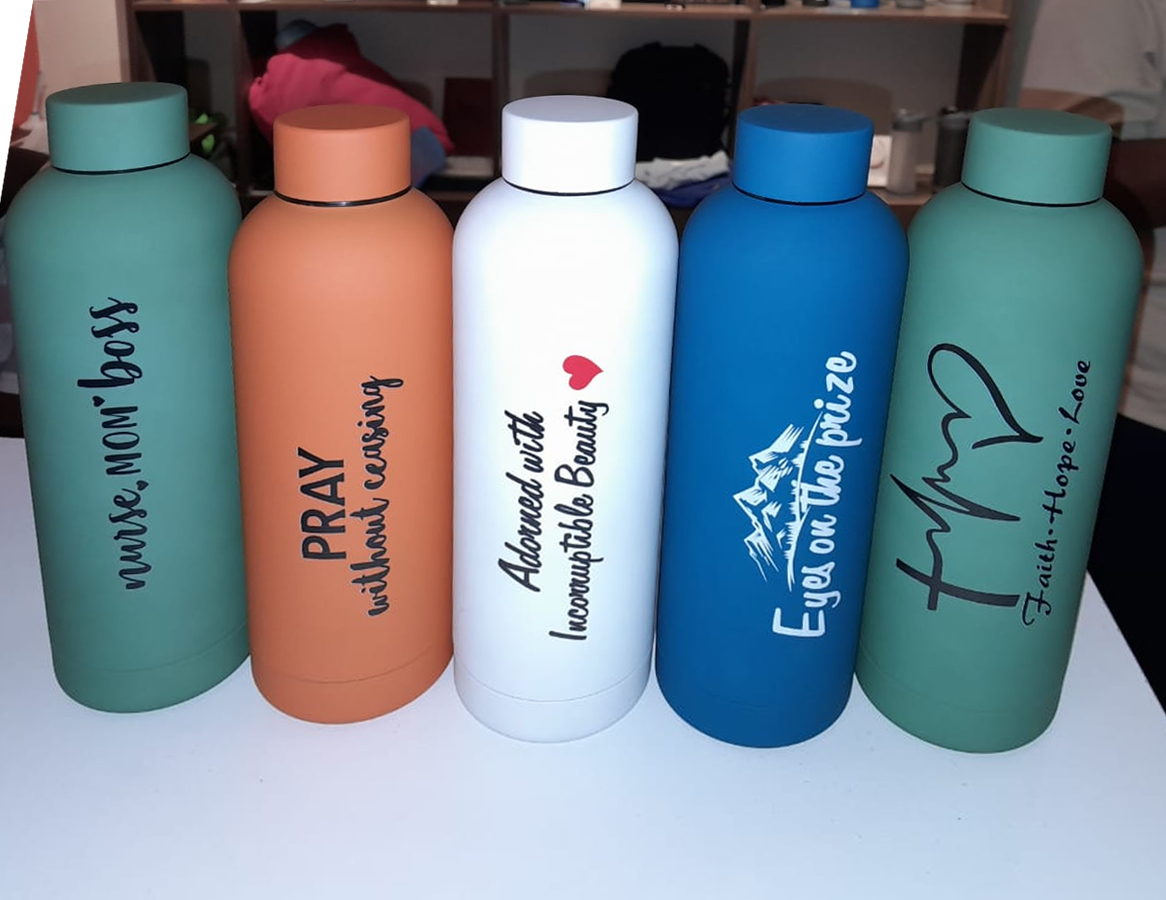 nurse, MOM boss
PRAY
without ceasing
Adorned with
Incorruptible Beauty
Eyes on the prize
Faith • Hope • Love